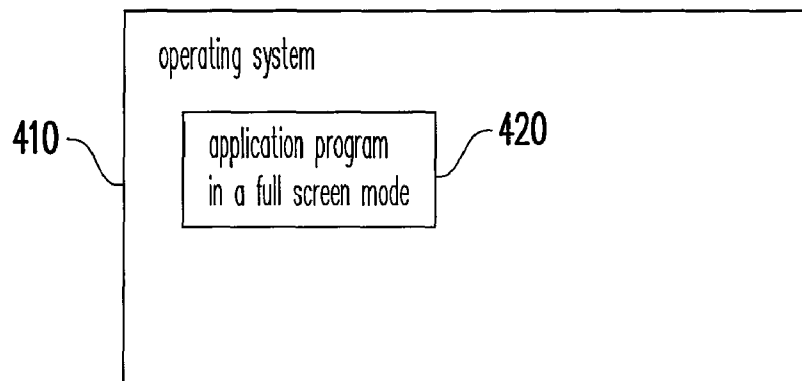 operating system
410
application program
in a full screen mode
420